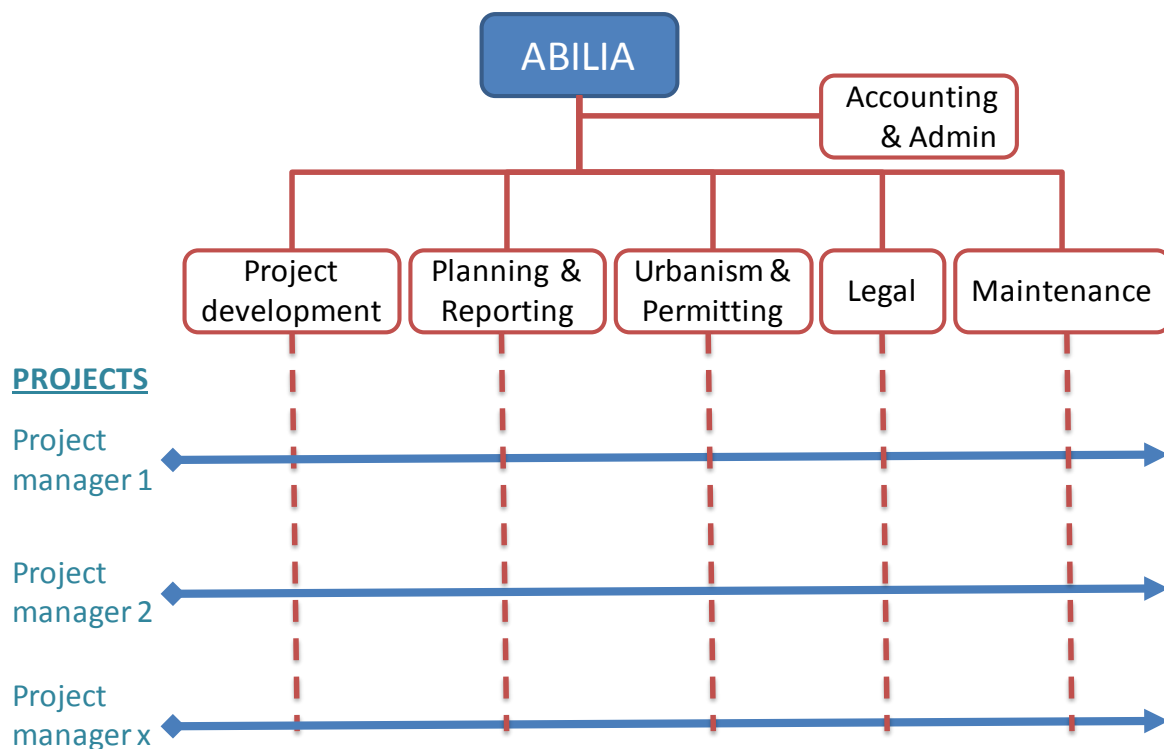 ABILIA
Accounting
& Admin
Project
development
Planning &
Reporting
Urbanism &
Permitting
Legal
Maintenance
PROJECTS
Project
manager 1
Project
manager 2
Project
manager x